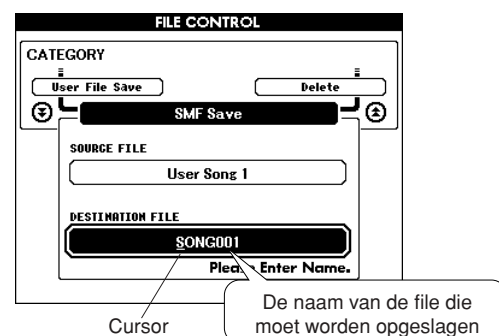 FILE CONTROL
CATEGORY
User File Save
Delete
SMF Save
SOURCE FILE
User Song 1
DESTINATION FILE
SONG001
Please Enter Name.
Cursor
De naam van de file die
moet worden opgeslagen